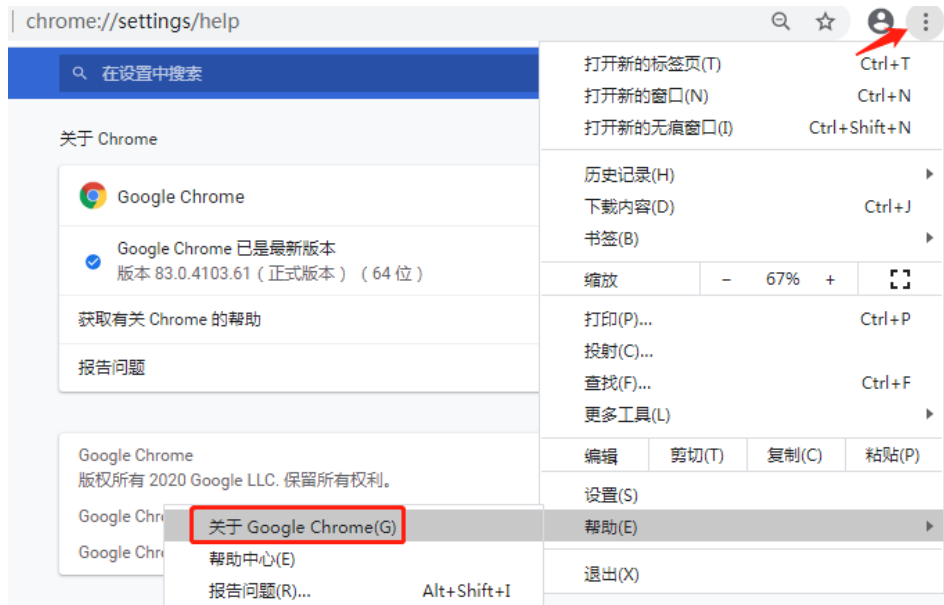 chrome://settings/help
在设置中搜索
关于 Chrome
Google Chrome
Google Chrome 已是最新版本
版本 83.0.4103.61（正式版本）（64 位）
获取有关 Chrome 的帮助
报告问题
Google Chrome
版权所有 2020 Google LLC. 保留所有权利。
Google Chr
Google Chr
打开新的标签页(T) Ctrl+T
打开新的窗口(N) Ctrl+N
打开新的无痕窗口(I) Ctrl+Shift+N
历史记录(H)
下载内容(D) Ctrl+J
书签(B)
缩放 - 67% +
打印(P)... Ctrl+P
投射(C)...
查找(F)... Ctrl+F
更多工具(L)
编辑 剪切(T) 复制(C) 粘贴(P)
设置(S)
帮助(E)
退出(X)
关于 Google Chrome(G)
帮助中心(E)
报告问题(R)... Alt+Shift+I